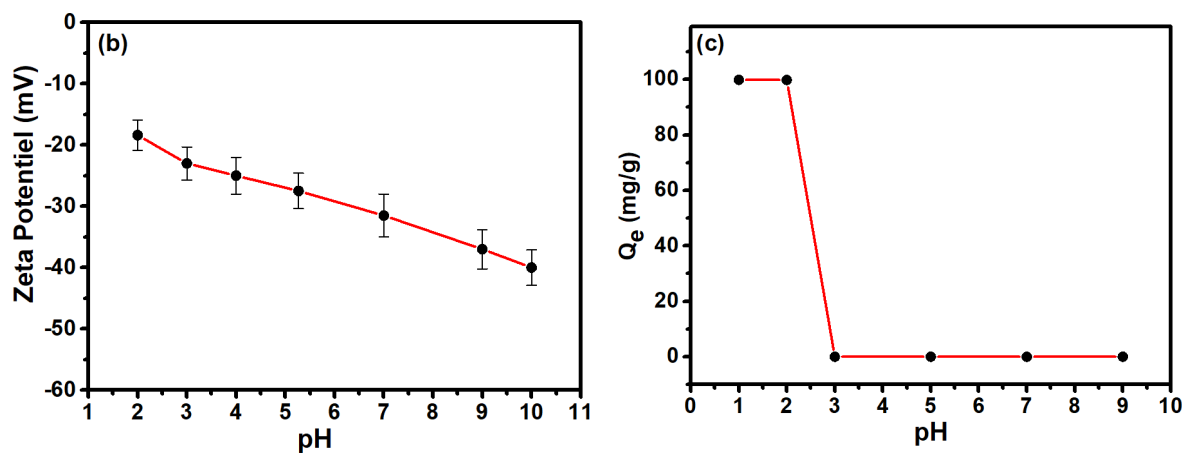 (b)
Zeta Potentiel (mV)
0
-10
-20
-30
-40
-50
-60
1 2 3 4 5 6 7 8 9 10 11
pH
(c)
Qe (mg/g)
100
80
60
40
20
0
0 1 2 3 4 5 6 7 8 9 10
pH